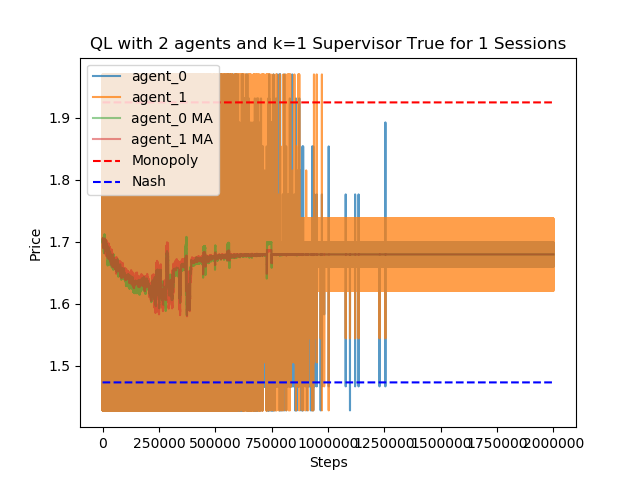 QL with 2 agents and k=1 Supervisor True for 1 Sessions
agent_0
agent_1
agent_0 MA
agent_1 MA
Monopoly
Nash
1.9
1.8
1.7
1.6
1.5
Price
0 250000 500000 750000 1000000 1250000 1500000 1750000 2000000
Steps